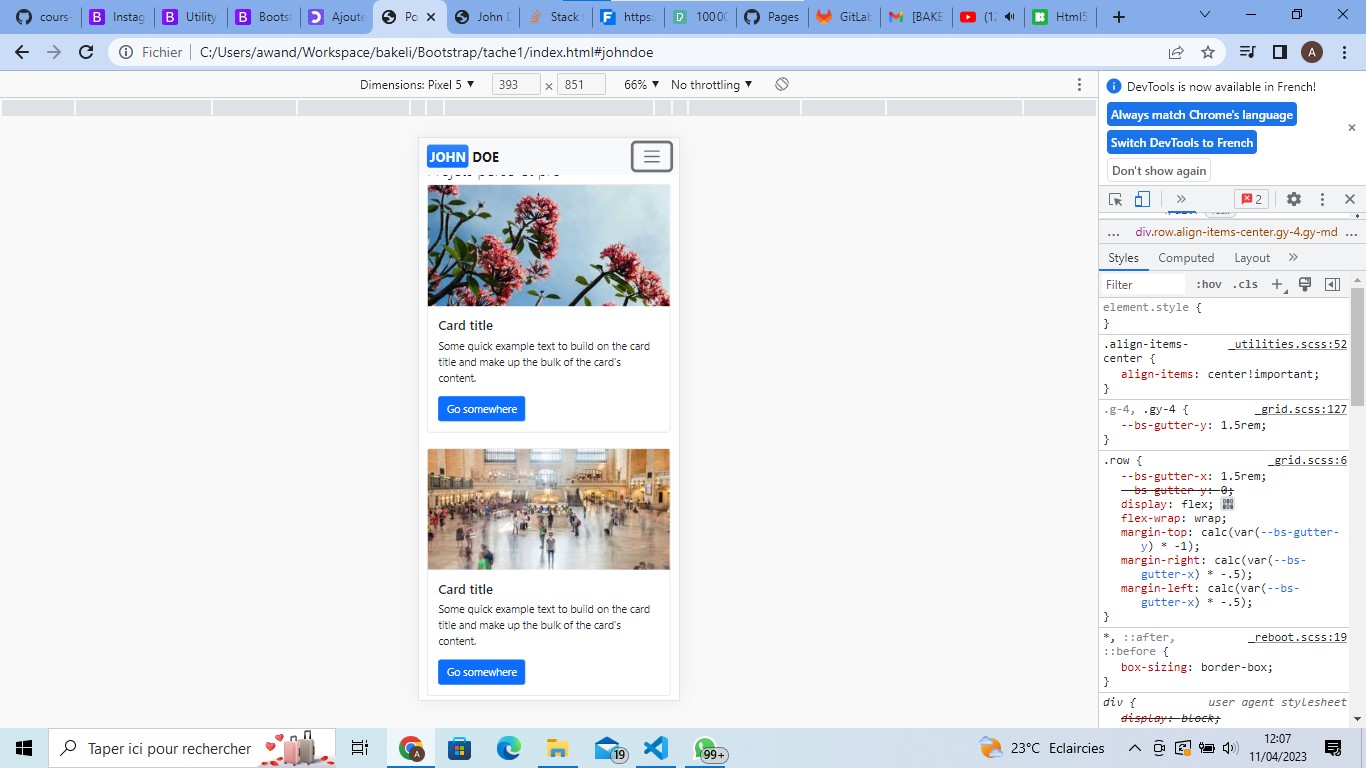 cours-
Instag
Utility
Bootst
Ajoute
Po
John D
Stack
https:
10000
Pages
GitLab
[BAKE
(12
Html5
Fichier
C:/Users/awand/Workspace/bakeli/Bootstrap/tache1/index.html#johndoe
A
Dimensions: Pixel 5 ▼
393 × 851
66% ▼
No throttling ▼
DevTools is now available in French!
Always match Chrome's language
Switch DevTools to French
Don't show again
2
... div.row.align-items-center.gy-4.gy-md ...
Styles Computed Layout
Filter :hov .cls
element.style {
}
.align-items- _utilities.scss:52
center {
align-items: center!important;
}
.g-4, .gy-4 { _grid.scss:127
--bs-gutter-y: 1.5rem;
}
.row { _grid.scss:6
--bs-gutter-x: 1.5rem;
--bs-gutter-y: 0;
display: flex;
flex-wrap: wrap;
margin-top: calc(var(--bs-gutter-
y) * -1);
margin-right: calc(var(--bs-
gutter-x) * -.5);
margin-left: calc(var(--bs-
gutter-x) * -.5);
}
*, ::after, _reboot.scss:19
::before {
box-sizing: border-box;
}
div { user agent stylesheet
display: block;
JOHN DOE
Card title
Some quick example text to build on the card
title and make up the bulk of the card's
content.
Go somewhere
Card title
Some quick example text to build on the card
title and make up the bulk of the card's
content.
Go somewhere
Taper ici pour rechercher
A
19
99+
23°C Eclaircies
12:07
11/04/2023